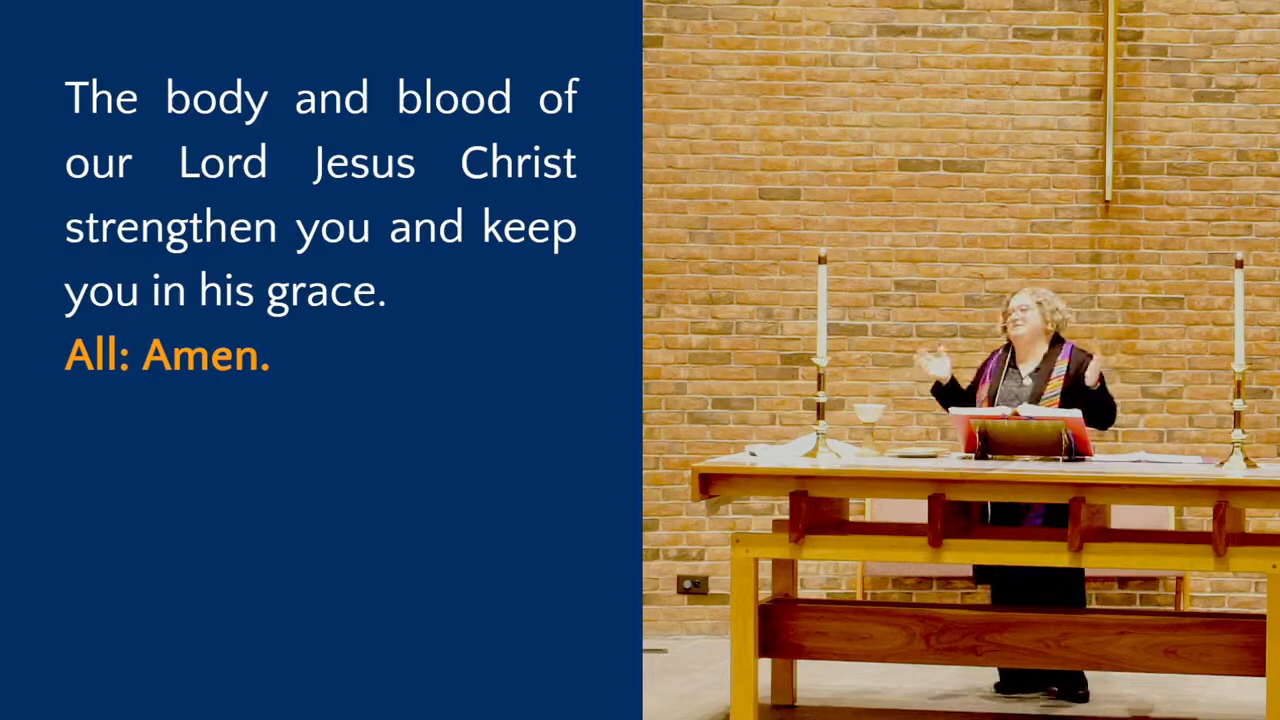 The body and blood of
our Lord Jesus Christ
strengthen you and keep
you in his grace.
All: Amen.